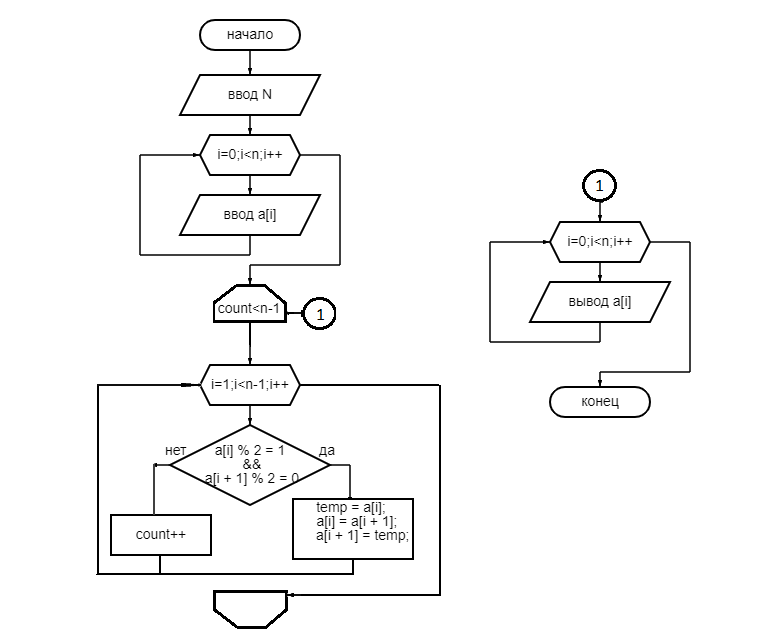 начало
ввод N
i=0;i<n;i++
ввод a[i]
count<n-1
1
i=1;i<n-1;i++
нет
a[i] % 2 = 1
да
&&
a[i + 1] % 2 = 0
count++
temp = a[i];
a[i] = a[i + 1];
a[i + 1] = temp;
1
i=0;i<n;i++
вывод a[i]
конец